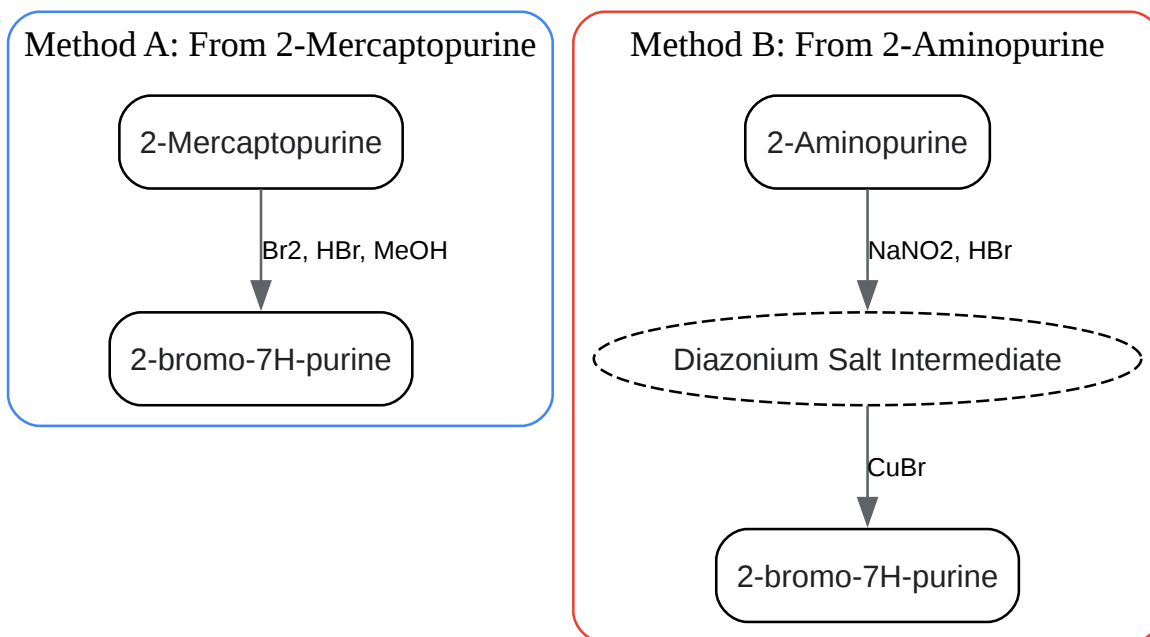 Method A: From 2-Mercaptopurine
2-Mercaptopurine
Br2, HBr, MeOH
2-bromo-7H-purine
Method B: From 2-Aminopurine
2-Aminopurine
NaNO2, HBr
Diazonium Salt Intermediate
CuBr
2-bromo-7H-purine